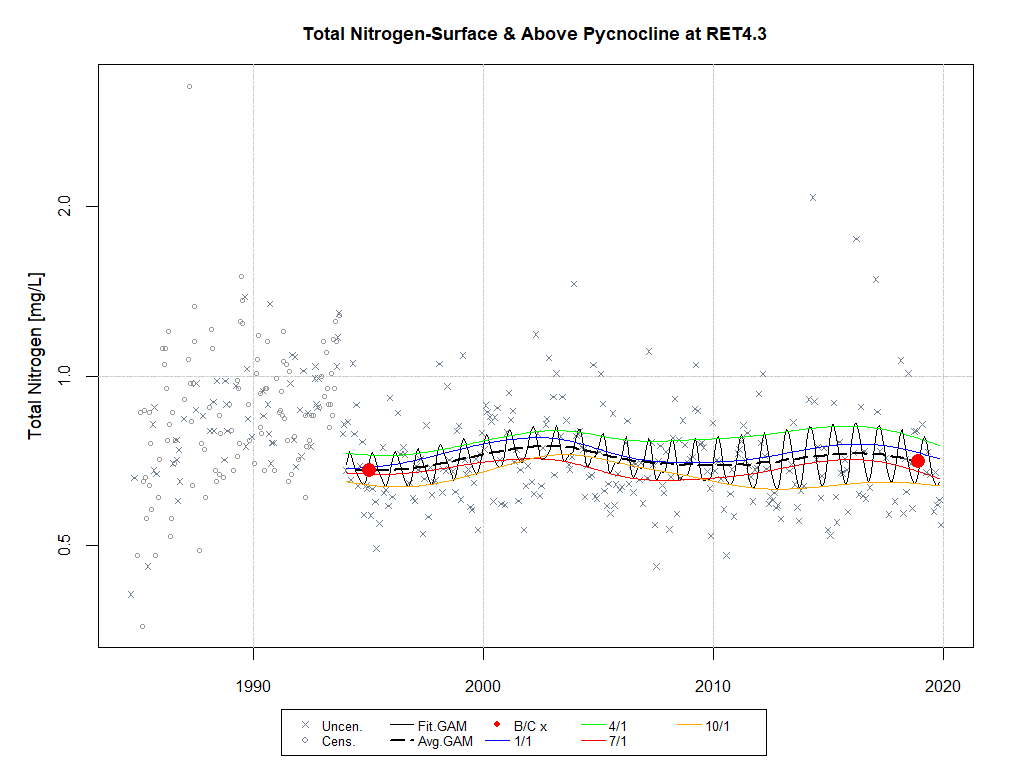 Total Nitrogen-Surface & Above Pycnocline at RET4.3
Total Nitrogen [mg/L]
2.0
1.0
0.5
1990 2000 2010 2020
Uncen. Fit.GAM B/C x 4/1 10/1
Cens. Avg.GAM 1/1 7/1